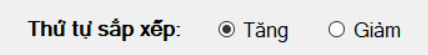 Thứ tự sắp xếp: Tăng Giảm